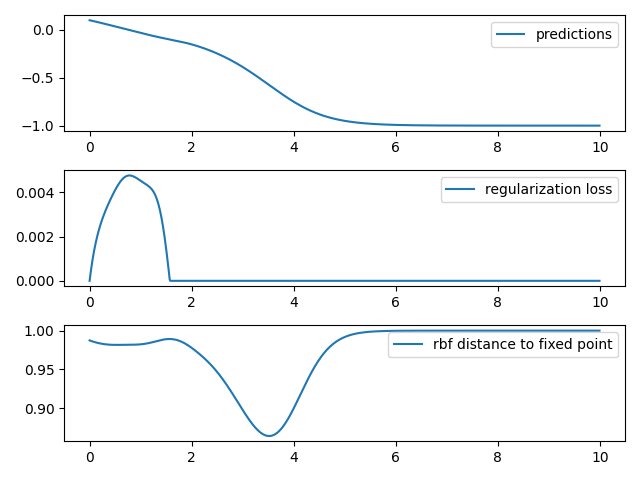 predictions
0.0
−0.5
−1.0
0 2 4 6 8 10
regularization loss
0.004
0.002
0.000
0 2 4 6 8 10
1.00
rbf distance to fixed point
0.95
0.90
0 2 4 6 8 10